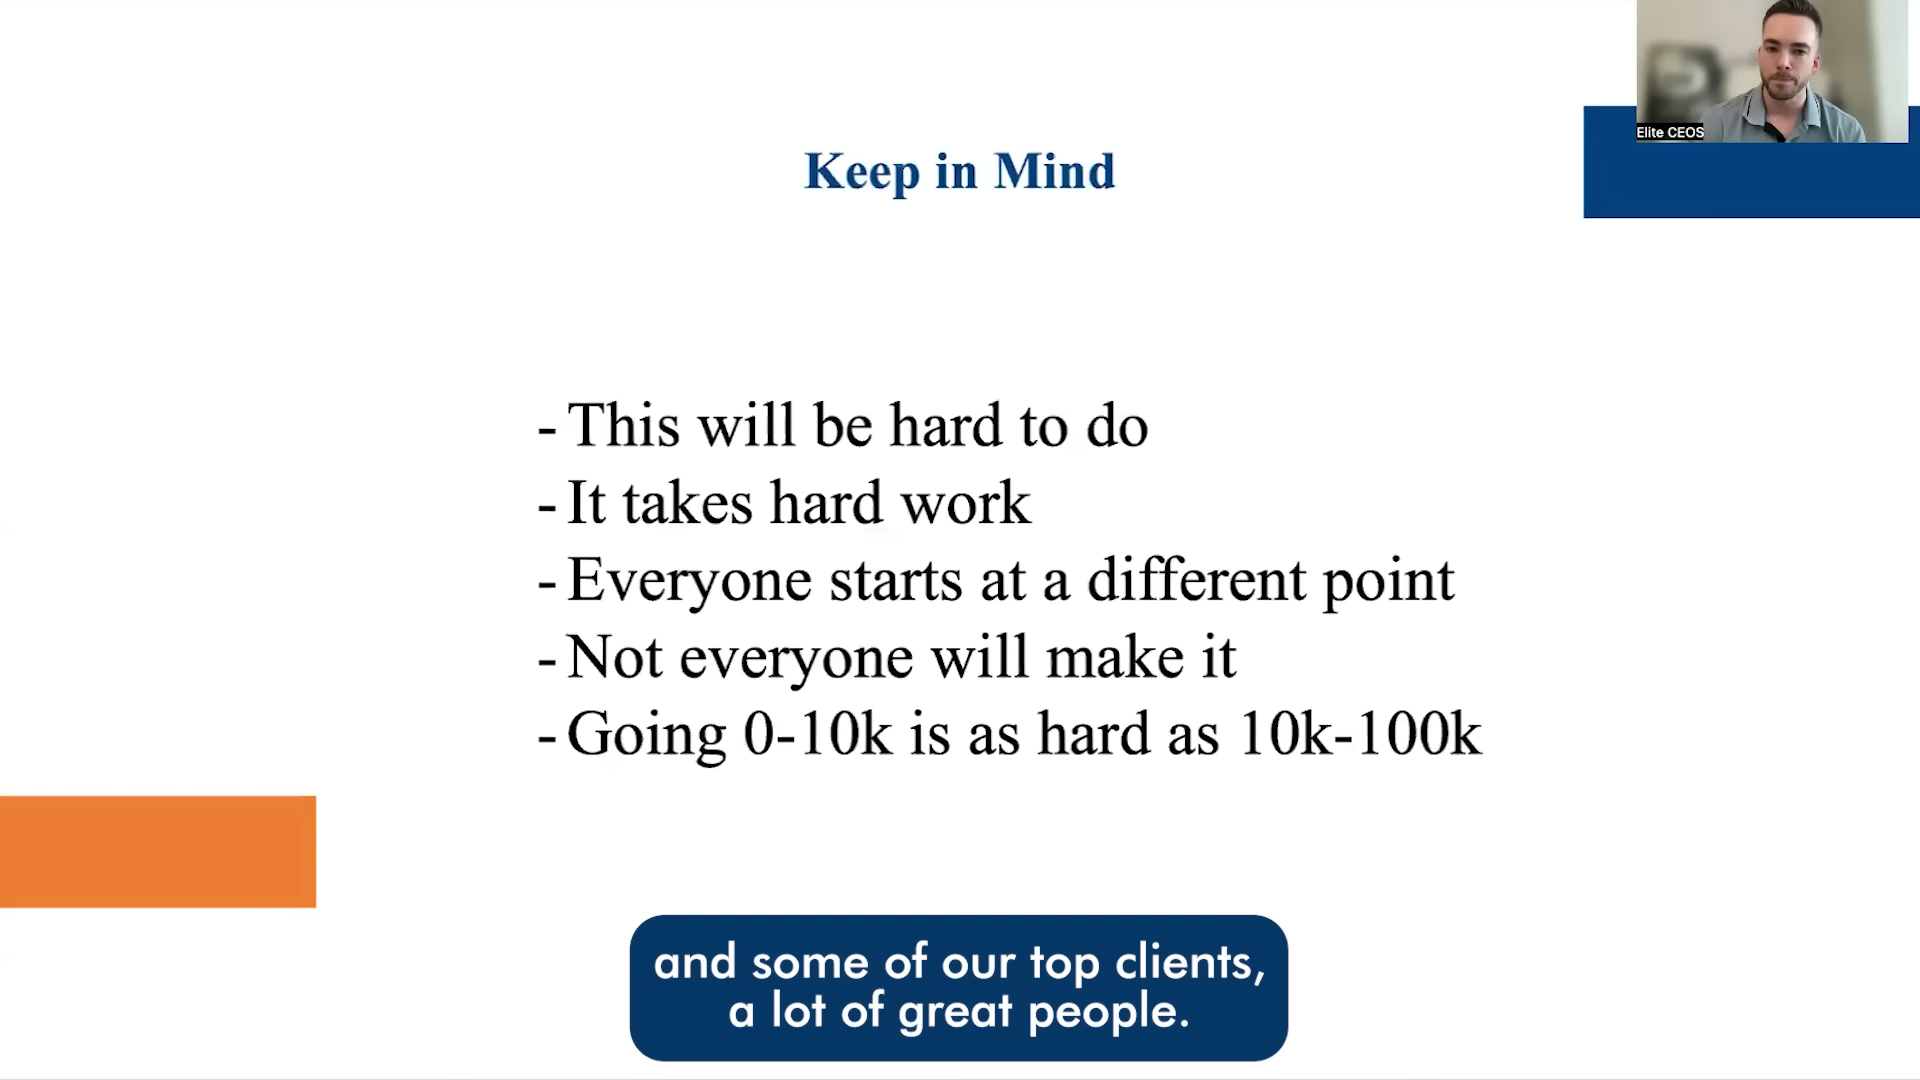 Elite CEOS
Keep in Mind
- This will be hard to do
- It takes hard work
- Everyone starts at a different point
- Not everyone will make it
- Going 0-10k is as hard as 10k-100k
and some of our top clients,
a lot of great people.